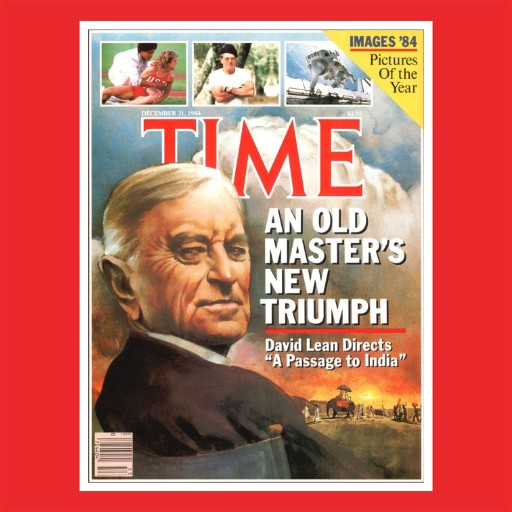 IMAGES '84
Pictures
Of the
Year
DECEMBER 31, 1984
TIME
AN OLD
MASTER'S
NEW
TRIUMPH
David Lean Directs
"A Passage to India"